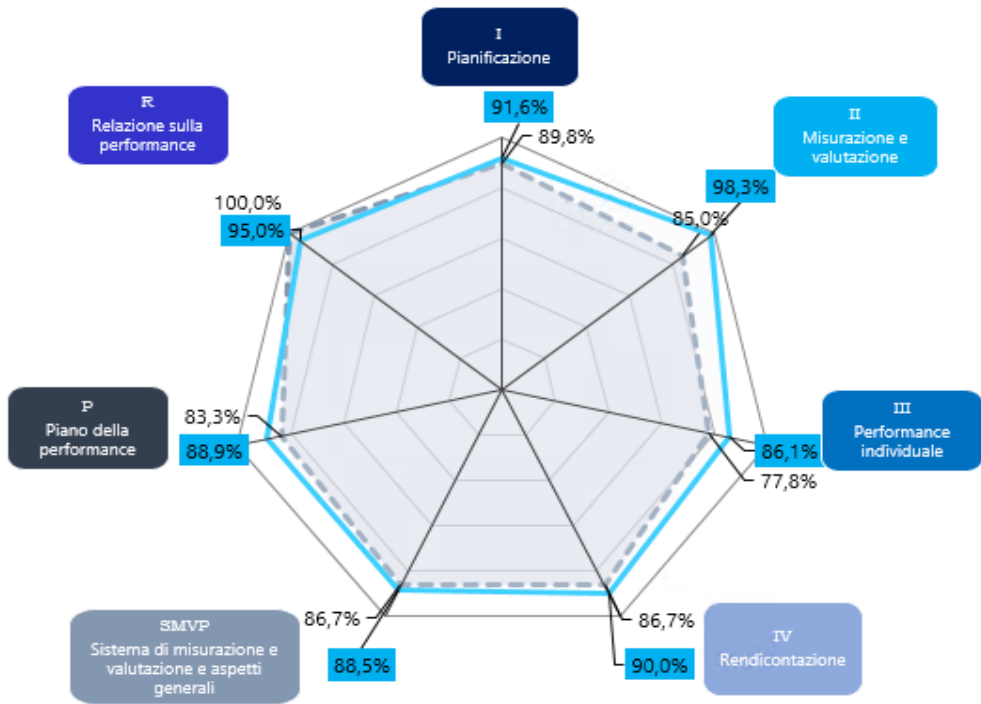 I
Pianificazione
91,6%
89,8%
II
Misurazione e
valutazione
98,3%
85,0%
III
Performance
individuale
86,1%
77,8%
IV
Rendicontazione
86,7%
90,0%
SMVP
Sistema di misurazione e
valutazione e aspetti
generali
86,7%
88,5%
P
Piano della
performance
83,3%
88,9%
R
Relazione sulla
performance
100,0%
95,0%